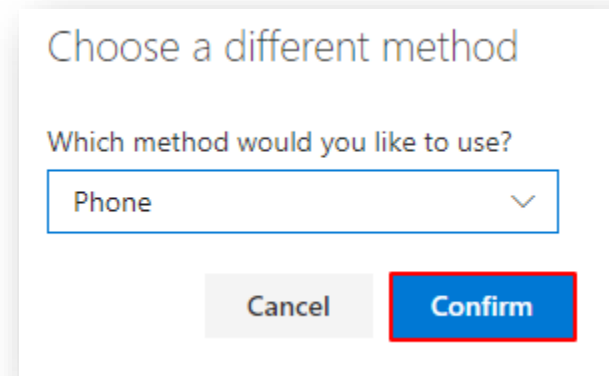 Choose a different method
Which method would you like to use?
Phone
Cancel Confirm